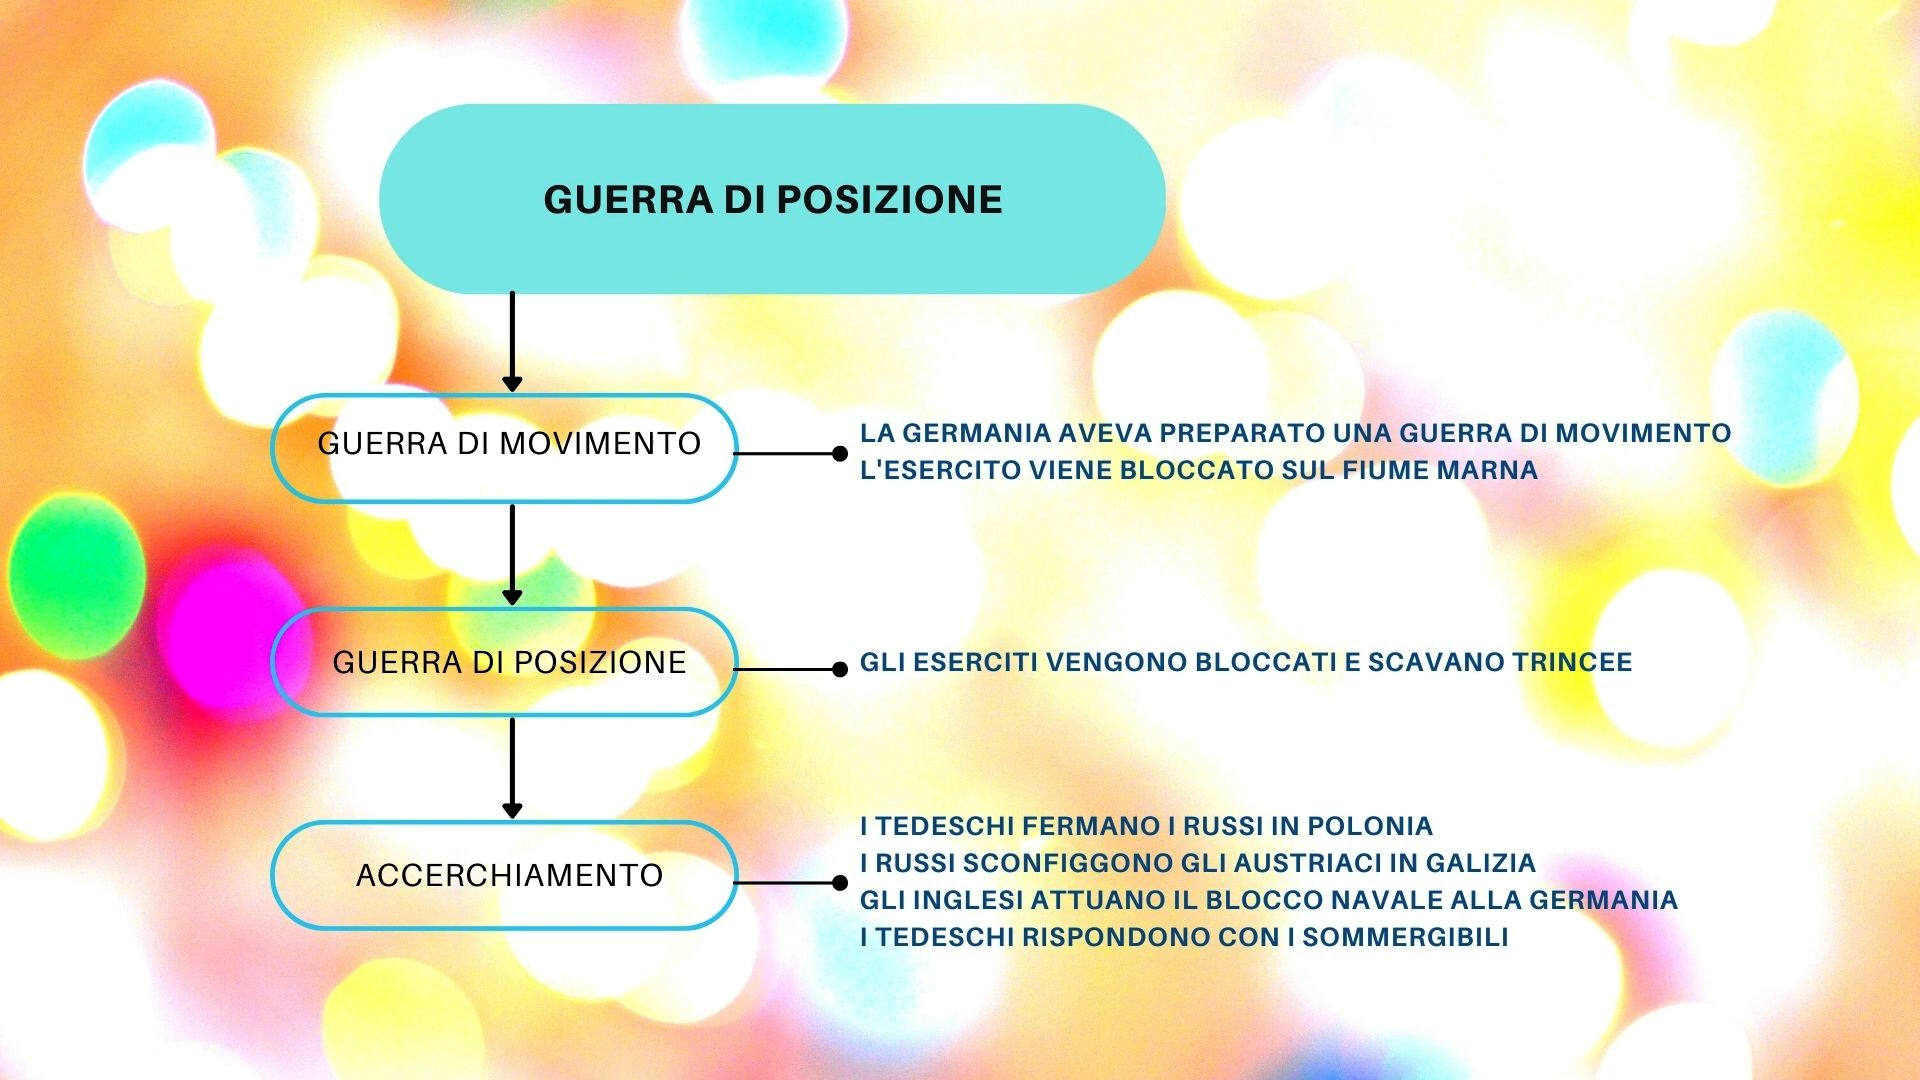 GUERRA DI POSIZIONE
GUERRA DI MOVIMENTO
LA GERMANIA AVEVA PREPARATO UNA GUERRA DI MOVIMENTO
L'ESERCITO VIENE BLOCCATO SUL FIUME MARNA
GUERRA DI POSIZIONE
GLI ESERCITI VENGONO BLOCCATI E SCAVANO TRINCEE
ACCERCHIAMENTO
I TEDESCHI FERMANO I RUSSI IN POLONIA
I RUSSI SCONFIGGONO GLI AUSTRIACI IN GALIZIA
GLI INGLESI ATTUANO IL BLOCCO NAVALE ALLA GERMANIA
I TEDESCHI RISPONDONO CON I SOMMERGIBILI